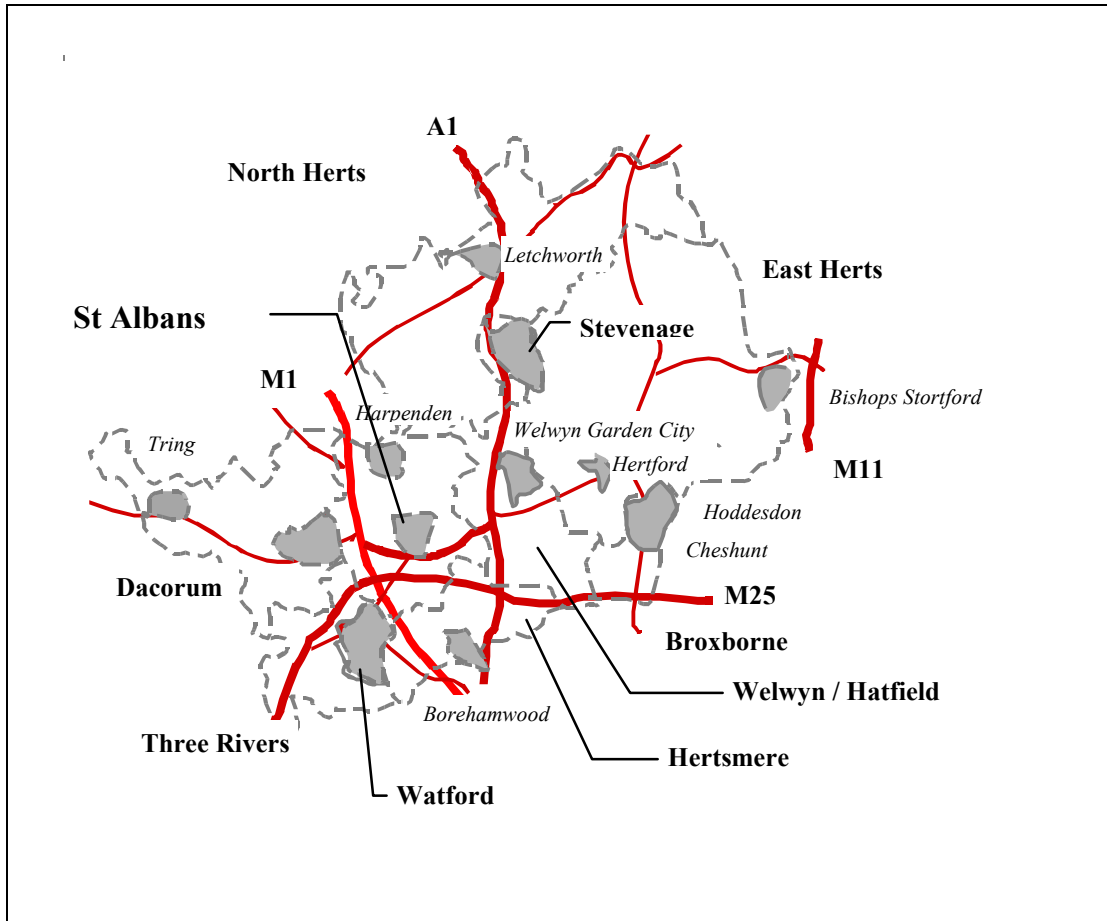 A1
North Herts
Letchworth
East Herts
St Albans
Stevenage
M1
Harpenden
Bishops Stortford
Tring
Welwyn Garden City
Hertford
M11
Hoddesdon
Cheshunt
Dacorum
M25
Broxborne
Welwyn / Hatfield
Borehamwood
Three Rivers
Hertsmere
Watford